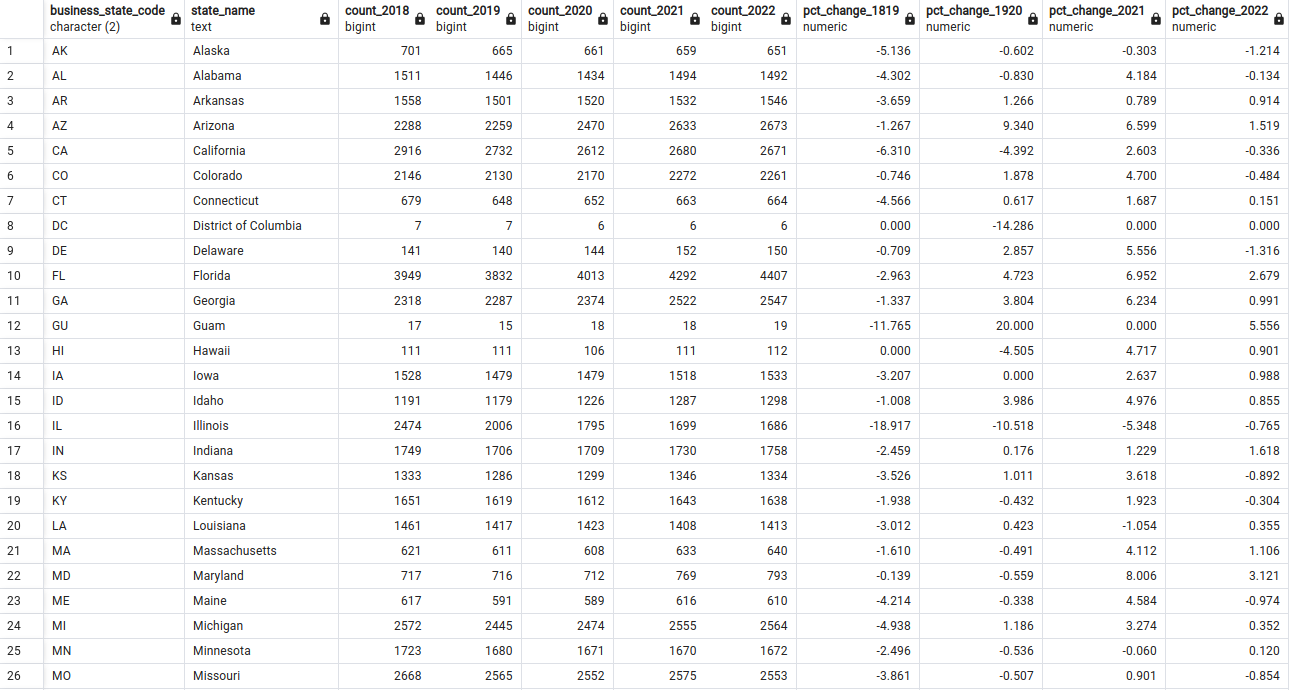 business_state_code state_name count_2018 count_2019 count_2020 count_2021 count_2022 pct_change_1819 pct_change_1920 pct_change_2021 pct_change_2022
character (2) text bigint bigint bigint bigint bigint numeric numeric numeric numeric
1 AK Alaska 701 665 661 659 651 -5.136 -0.602 -0.303 -1.214
2 AL Alabama 1511 1446 1434 1494 1492 -4.302 -0.830 4.184 -0.134
3 AR Arkansas 1558 1501 1520 1532 1546 -3.659 1.266 0.789 0.914
4 AZ Arizona 2288 2259 2470 2633 2673 -1.267 9.340 6.599 1.519
5 CA California 2916 2732 2612 2680 2671 -6.310 -4.392 2.603 -0.336
6 CO Colorado 2146 2130 2170 2272 2261 -0.746 1.878 4.700 -0.484
7 CT Connecticut 679 648 652 663 664 -4.566 0.617 1.687 0.151
8 DC District of Columbia 7 7 6 6 6 0.000 -14.286 0.000 0.000
9 DE Delaware 141 140 144 152 150 -0.709 2.857 5.556 -1.316
10 FL Florida 3949 3832 4013 4292 4407 -2.963 4.723 6.952 2.679
11 GA Georgia 2318 2287 2374 2522 2547 -1.337 3.804 6.234 0.991
12 GU Guam 17 15 18 18 19 -11.765 20.000 0.000 5.556
13 HI Hawaii 111 111 106 111 112 0.000 -4.505 4.717 0.901
14 IA Iowa 1528 1479 1479 1518 1533 -3.207 0.000 2.637 0.988
15 ID Idaho 1191 1179 1226 1287 1298 -1.008 3.986 4.976 0.855
16 IL Illinois 2474 2006 1795 1699 1686 -18.917 -10.518 -5.348 -0.765
17 IN Indiana 1749 1706 1709 1730 1758 -2.459 0.176 1.229 1.618
18 KS Kansas 1333 1286 1299 1346 1334 -3.526 1.011 3.618 -0.892
19 KY Kentucky 1651 1619 1612 1643 1638 -1.938 -0.432 1.923 -0.304
20 LA Louisiana 1461 1417 1423 1408 1413 -3.012 0.423 -1.054 0.355
21 MA Massachusetts 621 611 608 633 640 -1.610 -0.491 4.112 1.106
22 MD Maryland 717 716 712 769 793 -0.139 -0.559 8.006 3.121
23 ME Maine 617 591 589 616 610 -4.214 -0.338 4.584 -0.974
24 MI Michigan 2572 2445 2474 2555 2564 -4.938 1.186 3.274 0.352
25 MN Minnesota 1723 1680 1671 1670 1672 -2.496 -0.536 -0.060 0.120
26 MO Missouri 2668 2565 2552 2575 2553 -3.861 -0.507 0.901 -0.854